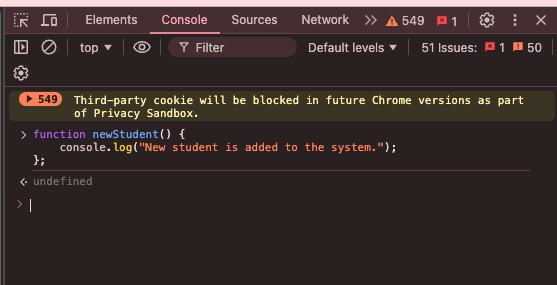 Elements Console Sources Network 549 1
top Filter Default levels 51 Issues: 1 50
549 Third-party cookie will be blocked in future Chrome versions as part
of Privacy Sandbox.
function newStudent() {
console.log("New student is added to the system.");
};
undefined